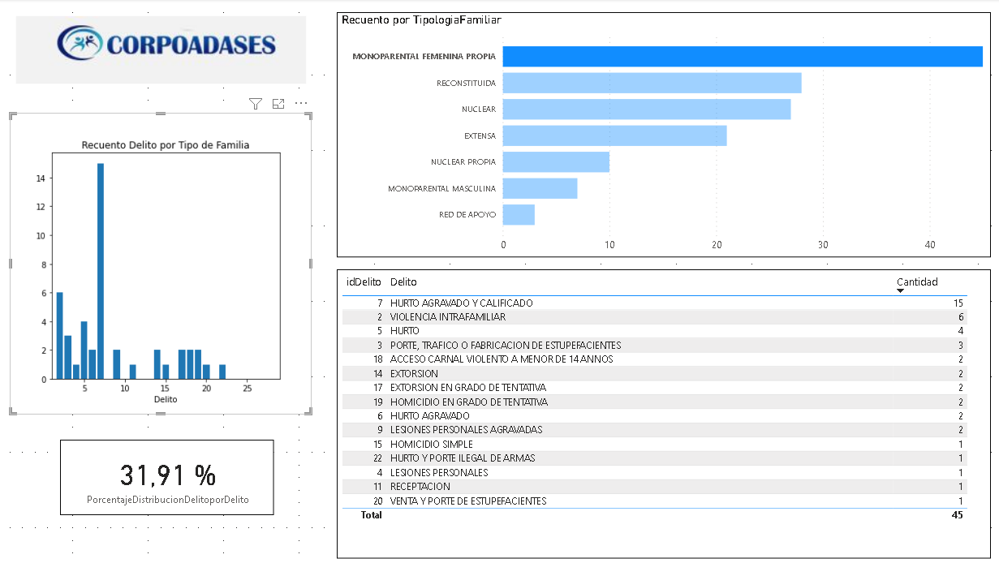 CORPOADASES
Recuento por TipologiaFamiliar
MONOPARENTAL FEMENINA PROPIA
RECONSTITUIDA
NUCLEAR
EXTENSA
NUCLEAR PROPIA
MONOPARENTAL MASCULINA
RED DE APOYO
0 10 20 30 40
Recuento Delito por Tipo de Familia
14
12
10
8
6
4
2
0
5 10 15 20 25
Delito
31,91 %
PorcentajeDistribucionDelitoporDelito
idDelito Delito Cantidad
7 HURTO AGRAVADO Y CALIFICADO 15
2 VIOLENCIA INTRAFAMILIAR 6
5 HURTO 4
3 PORTE, TRAFICO O FABRICACION DE ESTUPEFACIENTES 3
18 ACCESO CARNAL VIOLENTO A MENOR DE 14 ANNOS 2
14 EXTORSION 2
17 EXTORSION EN GRADO DE TENTATIVA 2
19 HOMICIDIO EN GRADO DE TENTATIVA 2
6 HURTO AGRAVADO 2
9 LESIONES PERSONALES AGRAVADAS 2
15 HOMICIDIO SIMPLE 1
22 HURTO Y PORTE ILEGAL DE ARMAS 1
4 LESIONES PERSONALES 1
11 RECEPTACION 1
20 VENTA Y PORTE DE ESTUPEFACIENTES 1
Total 45